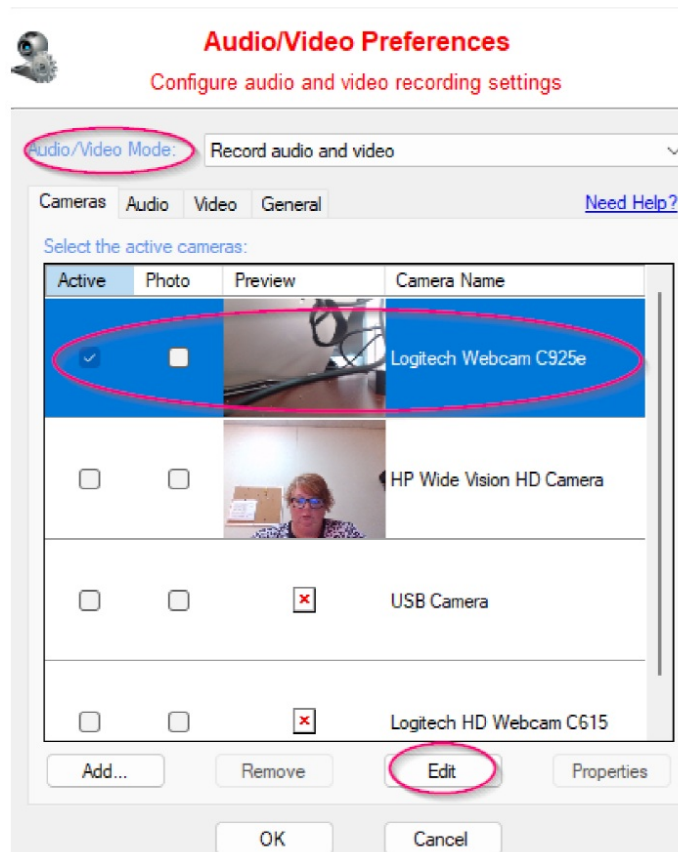 Audio/Video Preferences
Configure audio and video recording settings
Audio/Video Mode: Record audio and video
Cameras Audio Video General Need Help?
Select the active cameras:
Active Photo Preview Camera Name
Logitech Webcam C925e
HP Wide Vision HD Camera
USB Camera
Logitech HD Webcam C615
Add... Remove Edit Properties
OK Cancel